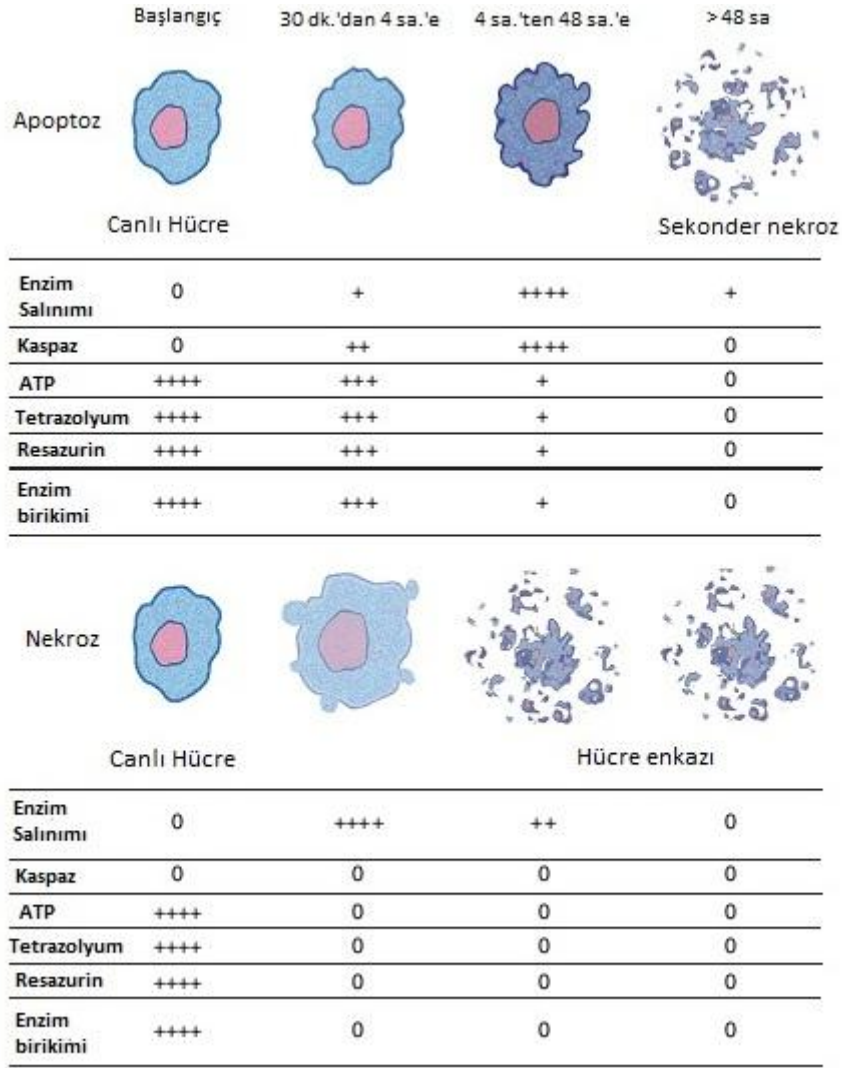 Başlangıç 30 dk.'dan 4 sa.'e 4 sa.'ten 48 sa.'e >48 sa
Apoptoz
Canlı Hücre Sekonder nekroz
Enzim
Salınımı 0 + ++++ +
Kaspaz 0 ++ ++++ 0
ATP ++++ +++ + 0
Tetrazolyum ++++ +++ + 0
Resazurin ++++ +++ + 0
Enzim
birikimi ++++ +++ + 0
Nekroz
Canlı Hücre Hücre enkazı
Enzim
Salınımı 0 ++++ ++ 0
Kaspaz 0 0 0 0
ATP ++++ 0 0 0
Tetrazolyum ++++ 0 0 0
Resazurin ++++ 0 0 0
Enzim
birikimi ++++ 0 0 0